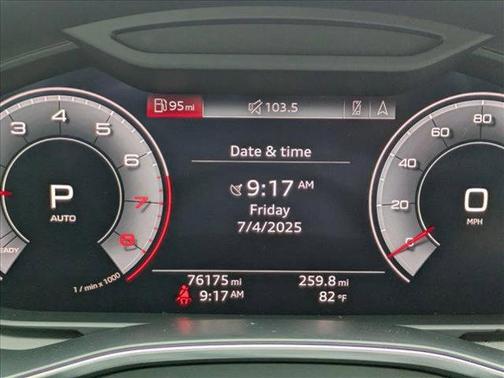 95 mi
103.5
Date & time
9:17 AM
Friday
7/4/2025
76175 mi
259.8 mi
9:17 AM
82 °F
3
4
5
6
7
8
P
AUTO
READY
1 / min x 1000
80
60
40
20
0
0
MPH